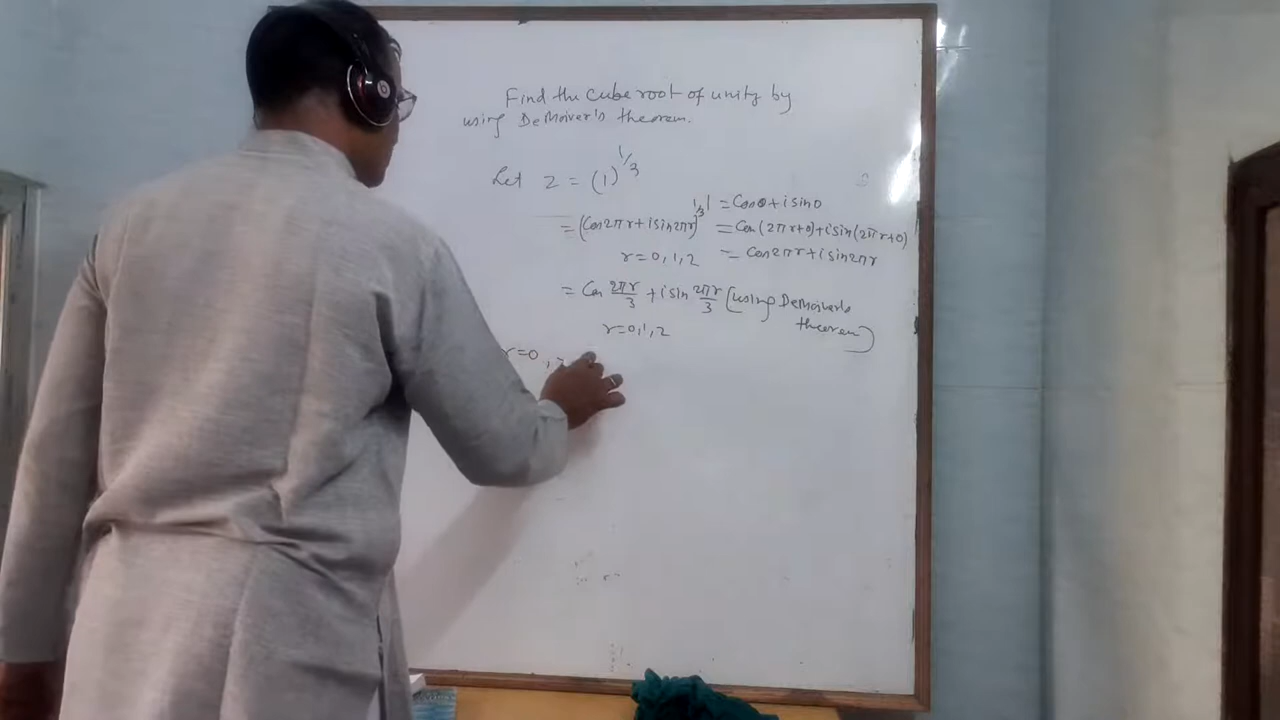 Find the Cube root of unity by
using DeMoiver's theorem.
Let Z = (1)^1/3
1 = Cos0 + i sin0
= (Cos2πr + i sin2πr)^1/3
= Cos(2πr+0) + i sin(2πr+0)
r = 0, 1, 2
= Cos2πr + i sin2πr
= Cos 2πr/3 + i sin 2πr/3 [using DeMoiver's
theorem]
r = 0, 1, 2
r = 0,